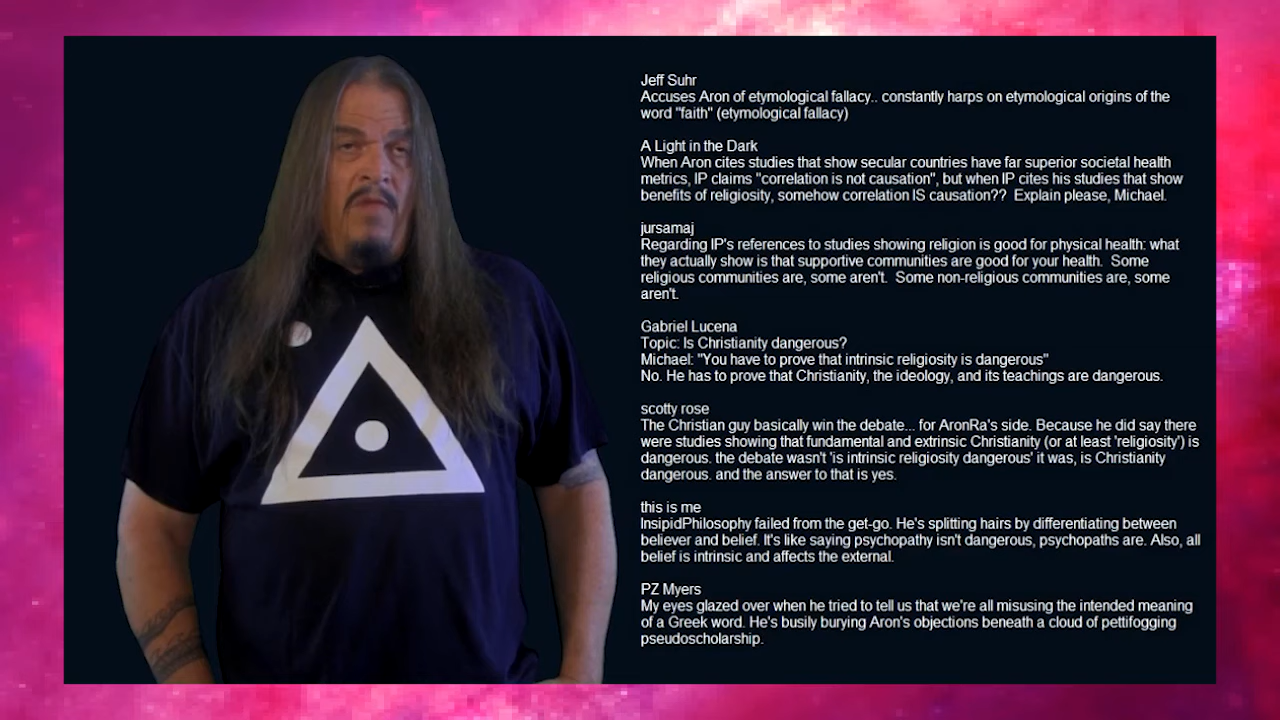 Jeff Suhr
Accuses Aron of etymological fallacy.. constantly harps on etymological origins of the
word "faith" (etymological fallacy)
A Light in the Dark
When Aron cites studies that show secular countries have far superior societal health
metrics, IP claims "correlation is not causation", but when IP cites his studies that show
benefits of religiosity, somehow correlation IS causation?? Explain please, Michael.
jursamaj
Regarding IP's references to studies showing religion is good for physical health: what
they actually show is that supportive communities are good for your health. Some
religious communities are, some aren't. Some non-religious communities are, some
aren't.
Gabriel Lucena
Topic: Is Christianity dangerous?
Michael: "You have to prove that intrinsic religiosity is dangerous"
No. He has to prove that Christianity, the ideology, and its teachings are dangerous.
scotty rose
The Christian guy basically win the debate... for AronRa's side. Because he did say there
were studies showing that fundamental and extrinsic Christianity (or at least 'religiosity') is
dangerous. the debate wasn't 'is intrinsic religiosity dangerous' it was, is Christianity
dangerous. and the answer to that is yes.
this is me
InsipidPhilosophy failed from the get-go. He's splitting hairs by differentiating between
believer and belief. It's like saying psychopathy isn't dangerous, psychopaths are. Also, all
belief is intrinsic and affects the external.
PZ Myers
My eyes glazed over when he tried to tell us that we're all misusing the intended meaning
of a Greek word. He's busily burying Aron's objections beneath a cloud of pettifogging
pseudoscholarship.